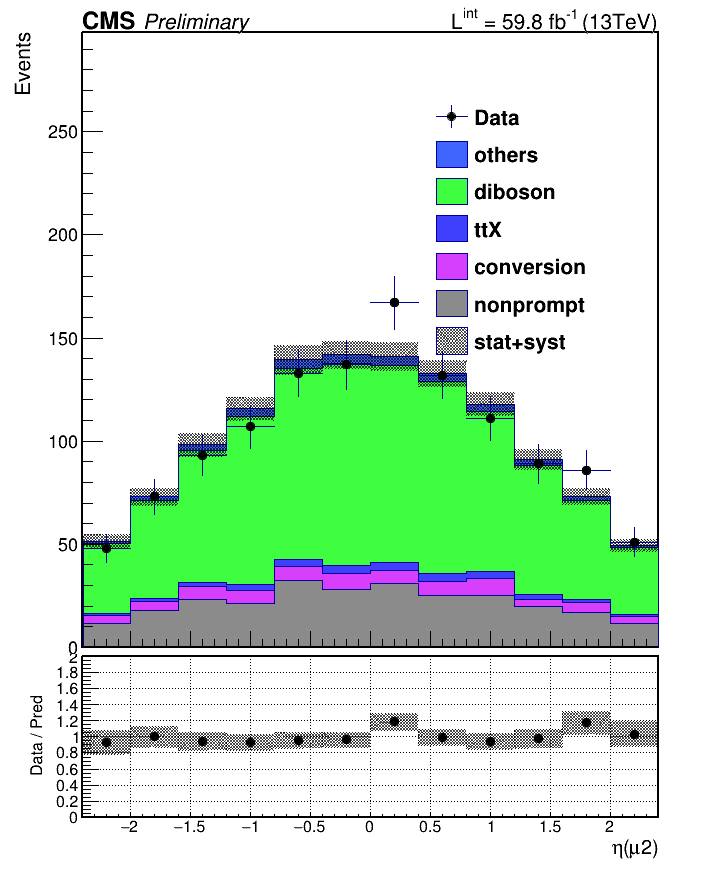 CMS Preliminary
L^int = 59.8 fb^-1 (13TeV)
Events
250
200
150
100
50
0
Data
others
diboson
ttX
conversion
nonprompt
stat+syst
Data / Pred
2
1.8
1.6
1.4
1.2
1
0.8
0.6
0.4
0.2
0
−2
−1.5
−1
−0.5
0
0.5
1
1.5
2
η(μ2)